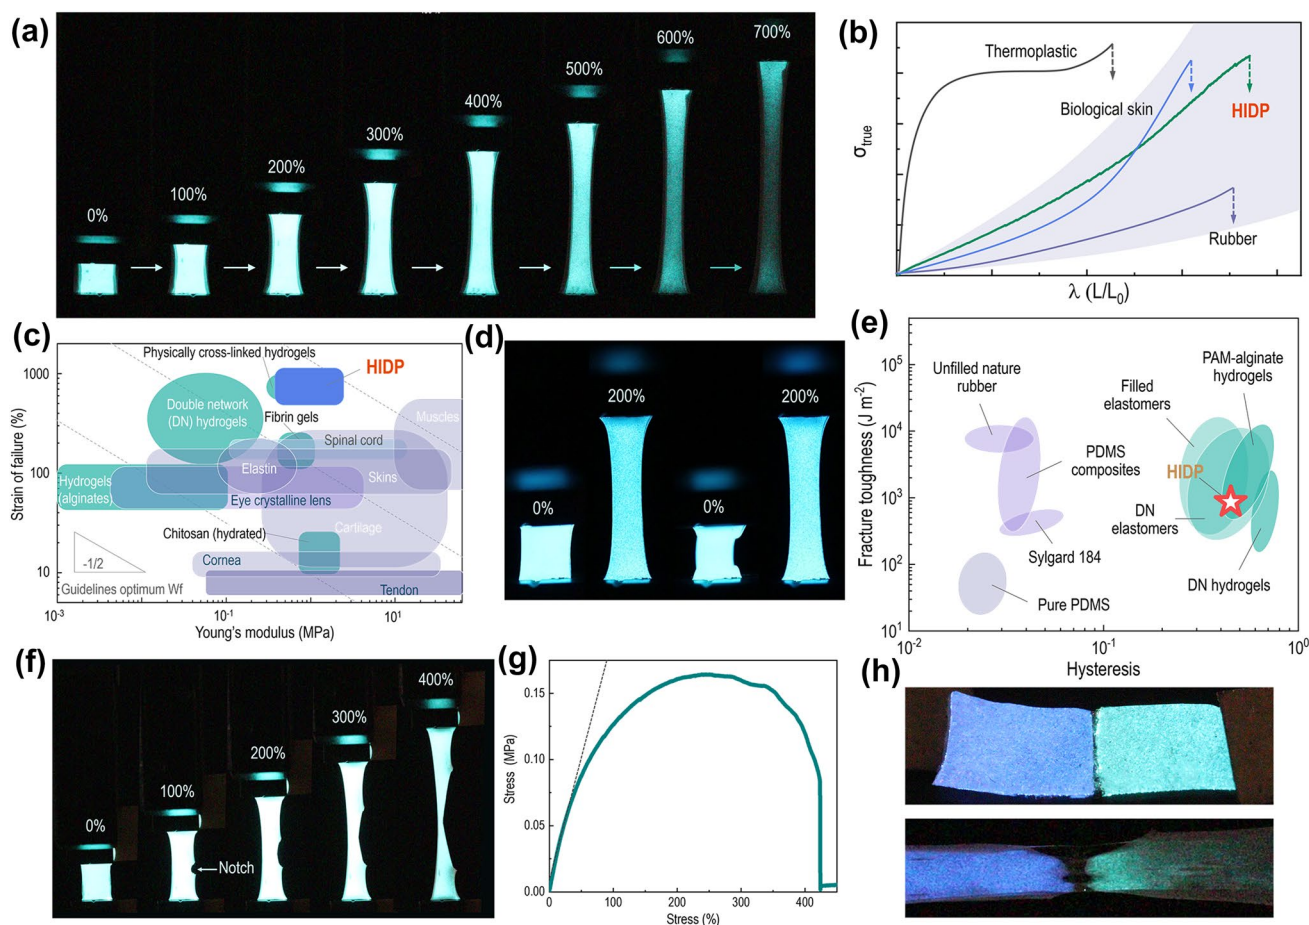 (a)
0%
100%
200%
300%
400%
500%
600%
700%
(b)
Thermoplastic
Biological skin
HIDP
Rubber
σtrue
λ (L/L0)
(c)
Physically cross-linked hydrogels
HIDP
Double network
(DN) hydrogels
Fibrin gels
Muscles
Spinal cord
Elastin
Skins
Hydrogels
(alginates)
Eye crystalline lens
Chitosan (hydrated)
Cartilage
Cornea
-1/2
Guidelines optimum Wf
Tendon
Strain of failure (%)
1000
100
10
10-3
10-1
101
Young's modulus (MPa)
(d)
0%
200%
0%
200%
(e)
Fracture toughness (J m-2)
105
104
103
102
101
Unfilled nature
rubber
PDMS
composites
Sylgard 184
Pure PDMS
Filled
elastomers
PAM-alginate
hydrogels
HIDP
DN
elastomers
DN hydrogels
10-2
10-1
100
Hysteresis
(f)
0%
100%
200%
300%
400%
Notch
(g)
Stress (MPa)
0.15
0.10
0.05
0.00
0
100
200
300
400
Stress (%)
(h)